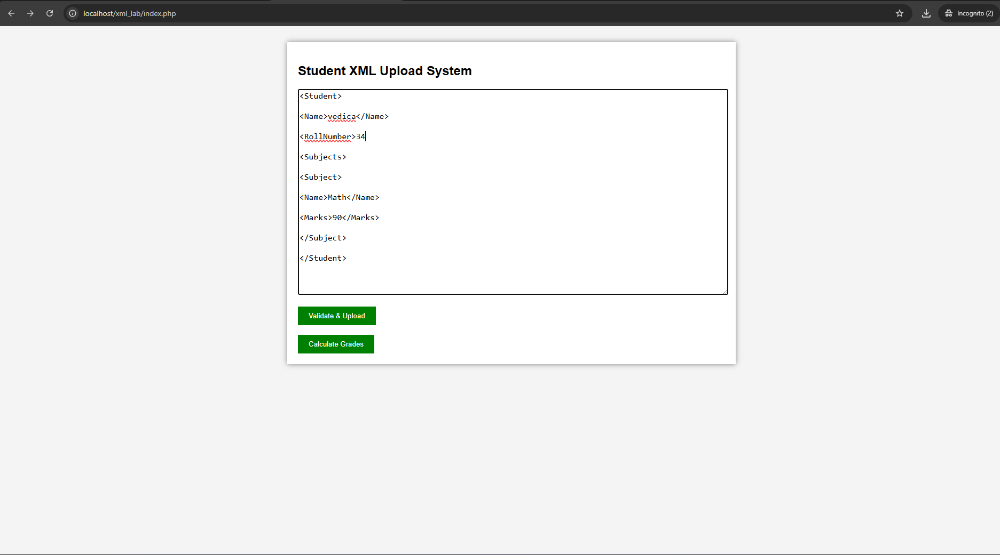 localhost/xml_lab/index.php
Incognito (2)
Student XML Upload System
<Student>
<Name>vedica</Name>
<RollNumber>34
<Subjects>
<Subject>
<Name>Math</Name>
<Marks>90</Marks>
</Subject>
</Student>
Validate & Upload
Calculate Grades